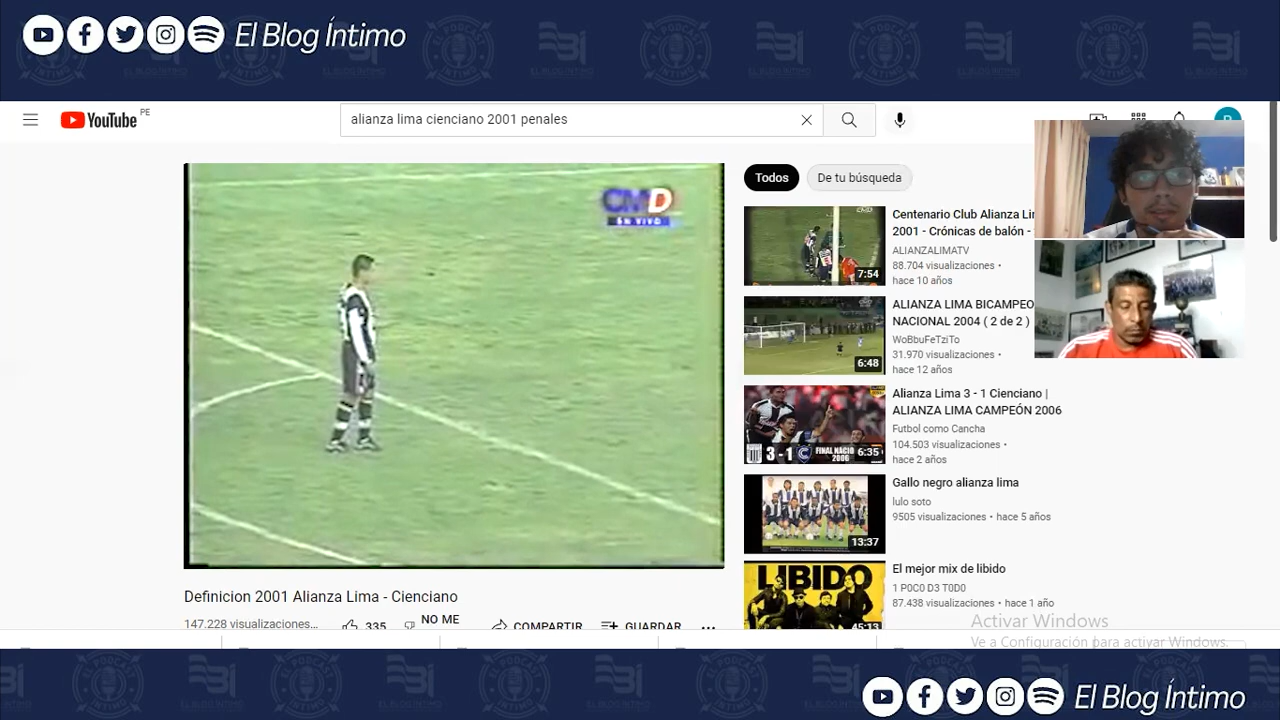 El Blog Íntimo
YouTube PE
alianza lima cienciano 2001 penales
CMD
EN VIVO
Todos
De tu búsqueda
7:54
Centenario Club Alianza Li
2001 - Crónicas de balón -
ALIANZALIMATV
88.704 visualizaciones •
hace 10 años
6:48
ALIANZA LIMA BICAMPEO
NACIONAL 2004 ( 2 de 2 )
WoBbuFeTziTo
31.970 visualizaciones •
hace 12 años
3-1
FINAL NACIO
2006
6:35
Alianza Lima 3 - 1 Cienciano |
ALIANZA LIMA CAMPEÓN 2006
Futbol como Cancha
104.503 visualizaciones •
hace 2 años
13:37
Gallo negro alianza lima
lulo soto
9505 visualizaciones • hace 5 años
LIBIDO
45:13
El mejor mix de libido
1 P0C0 D3 T0D0
87.438 visualizaciones • hace 1 año
Definicion 2001 Alianza Lima - Cienciano
147.228 visualizaciones...
335
NO ME
COMPARTIR
GUARDAR
Activar Windows
Ve a Configuración para activar Windows.
El Blog Íntimo